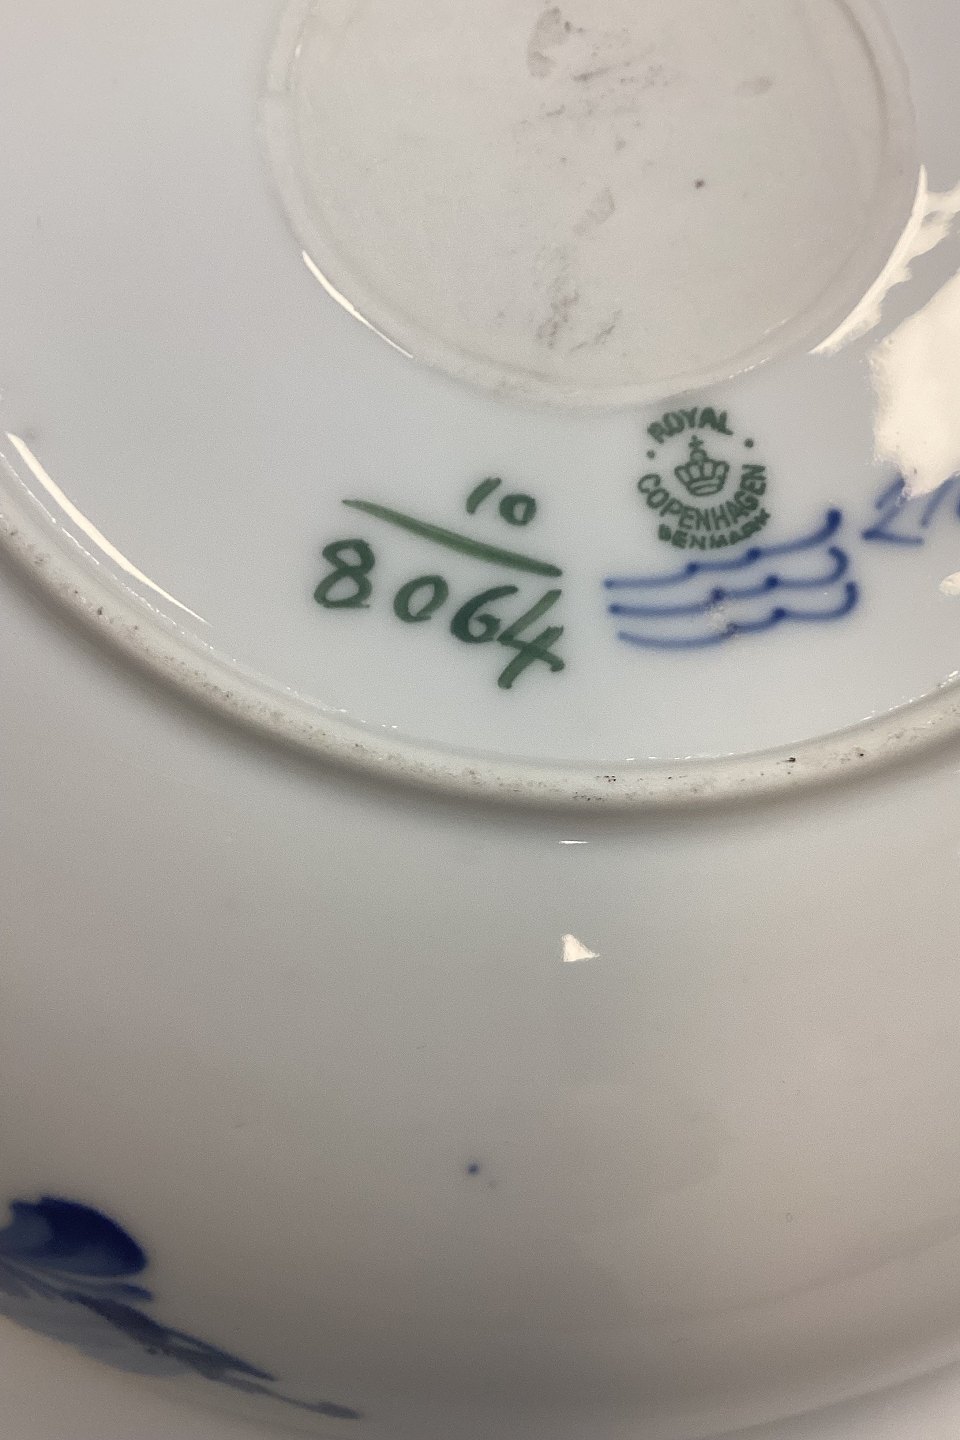 ROYAL
COPENHAGEN
DENMARK
10
8064